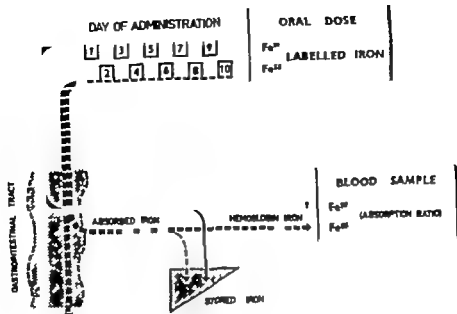 DAY OF ADMINISTRATION
ORAL DOSE
1 3 5 7 9
2 4 6 8 10
LABELLED IRON
GASTROINTESTINAL TRACT
ABSORBED IRON
HEMOGLOBIN IRON
STORED IRON
BLOOD SAMPLE
(ABSORPTION RATIO)